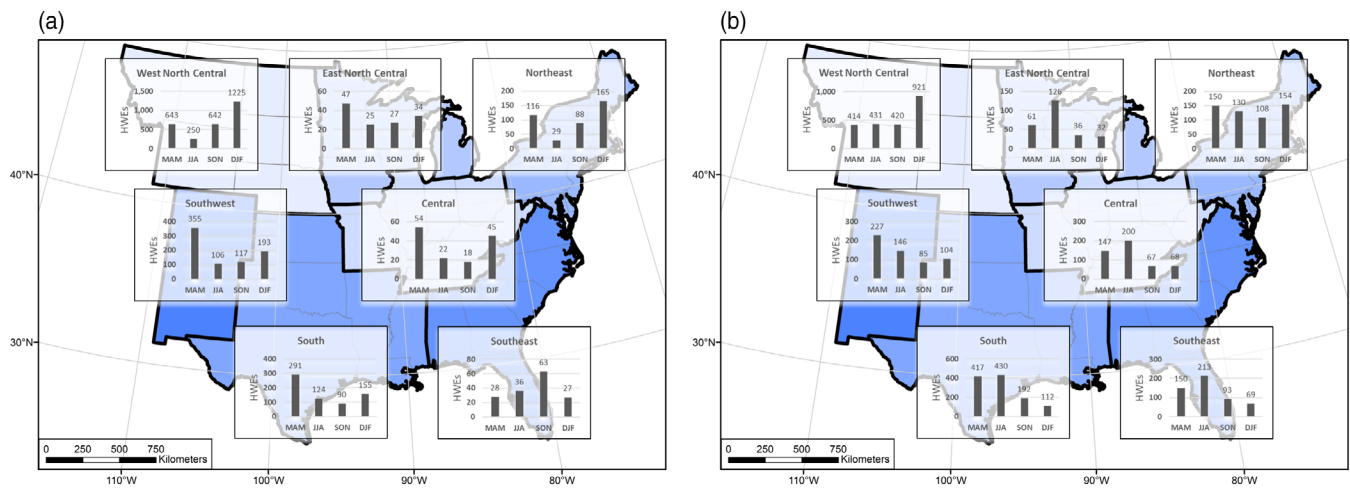 (a)
West North Central
HWEs
1,500
1,000
500
0
643
250
642
1225
MAM JJA SON DJF
East North Central
HWEs
60
40
20
0
47
25
27
34
MAM JJA SON DJF
Northeast
HWEs
200
150
100
50
0
116
29
88
165
MAM JJA SON DJF
Southwest
HWEs
400
300
200
100
0
355
106
117
193
MAM JJA SON DJF
Central
HWEs
60
40
20
0
54
22
18
45
MAM JJA SON DJF
South
HWEs
400
300
200
100
0
291
124
90
155
MAM JJA SON DJF
Southeast
HWEs
80
60
40
20
0
28
36
63
27
MAM JJA SON DJF
40°N
30°N
0 250 500 750
Kilometers
110°W 100°W 90°W 80°W
(b)
West North Central
HWEs
1,000
500
0
414
431
420
921
MAM JJA SON DJF
East North Central
HWEs
150
100
50
0
61
126
36
32
MAM JJA SON DJF
Northeast
HWEs
200
150
100
50
0
150
130
108
154
MAM JJA SON DJF
Southwest
HWEs
300
200
100
0
227
146
85
104
MAM JJA SON DJF
Central
HWEs
300
200
100
0
147
200
67
68
MAM JJA SON DJF
South
HWEs
600
400
200
0
417
430
192
112
MAM JJA SON DJF
Southeast
HWEs
300
200
100
0
150
213
93
69
MAM JJA SON DJF
40°N
30°N
0 250 500 750
Kilometers
110°W 100°W 90°W 80°W